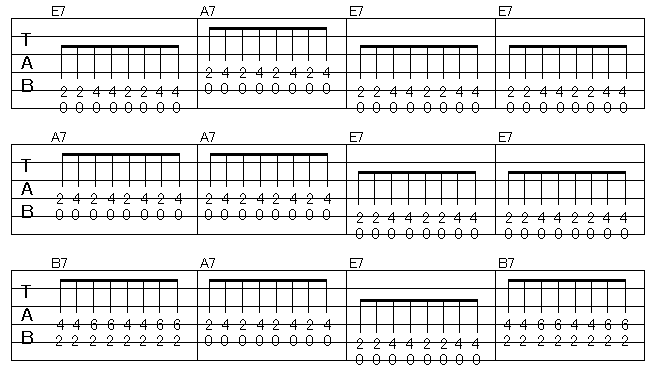 E7 A7 E7 E7
T
A
B
2 2 4 4 2 2 4 4 2 4 2 4 2 4 2 4 2 2 4 4 2 2 4 4 2 2 4 4 2 2 4 4
0 0 0 0 0 0 0 0 0 0 0 0 0 0 0 0 0 0 0 0 0 0 0 0 0 0 0 0 0 0 0 0
A7 A7 E7 E7
T
A
B
2 4 2 4 2 4 2 4 2 4 2 4 2 4 2 4 2 2 4 4 2 2 4 4 2 2 4 4 2 2 4 4
0 0 0 0 0 0 0 0 0 0 0 0 0 0 0 0 0 0 0 0 0 0 0 0 0 0 0 0 0 0 0 0
B7 A7 E7 B7
T
A
B
4 4 6 6 4 4 6 6 2 4 2 4 2 4 2 4 2 2 4 4 2 2 4 4 4 4 6 6 4 4 6 6
2 2 2 2 2 2 2 2 0 0 0 0 0 0 0 0 0 0 0 0 0 0 0 0 2 2 2 2 2 2 2 2